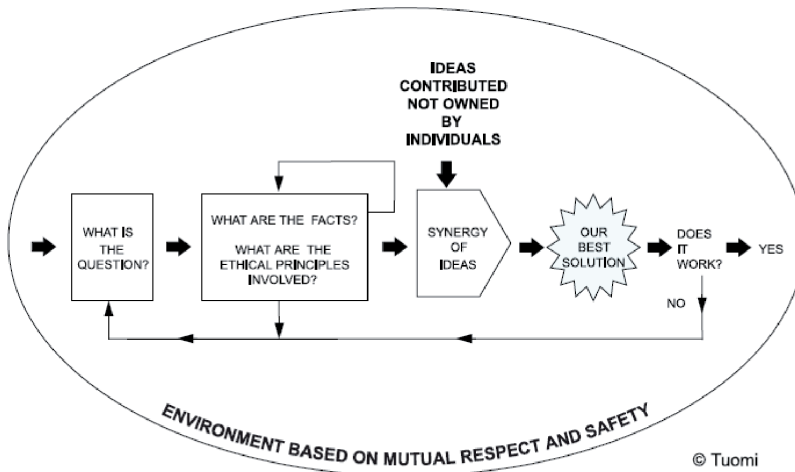 IDEAS
CONTRIBUTED
NOT OWNED
BY
INDIVIDUALS
WHAT IS
THE
QUESTION?
WHAT ARE THE FACTS?
WHAT ARE THE
ETHICAL PRINCIPLES
INVOLVED?
SYNERGY
OF
IDEAS
OUR
BEST
SOLUTION
DOES
IT
WORK?
YES
NO
ENVIRONMENT BASED ON MUTUAL RESPECT AND SAFETY
© Tuomi